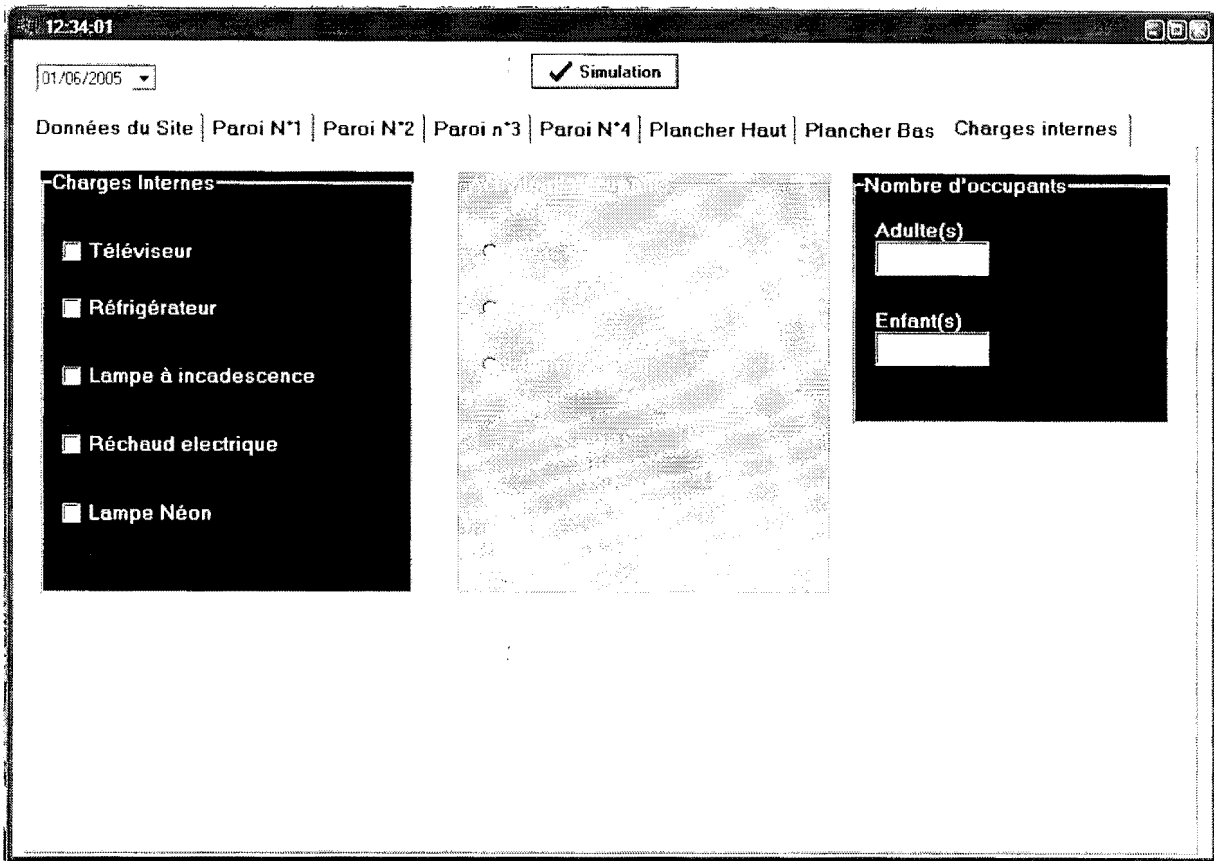 12:34:01
01/06/2005
Simulation
Données du Site Paroi N°1 Paroi N°2 Paroi n°3 Paroi N°4 Plancher Haut Plancher Bas Charges internes
Charges Internes
Téléviseur
Réfrigérateur
Lampe à incadescence
Réchaud electrique
Lampe Néon
Nombre d'occupants
Adulte(s)
Enfant(s)